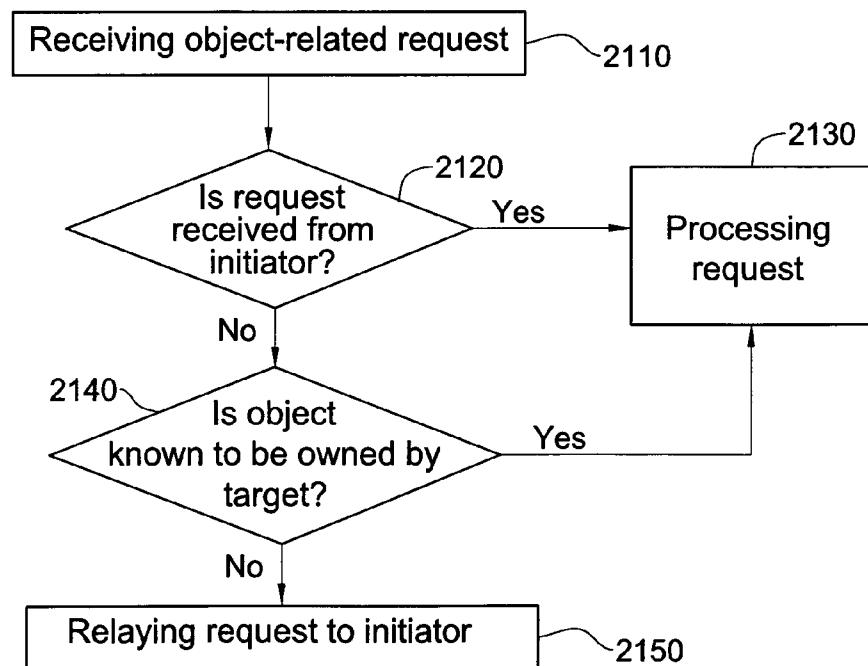 Receiving object-related request
2110
2130
2120
Is request
received from
initiator?
Yes
Processing
request
No
2140
Is object
known to be owned by
target?
Yes
No
Relaying request to initiator
2150